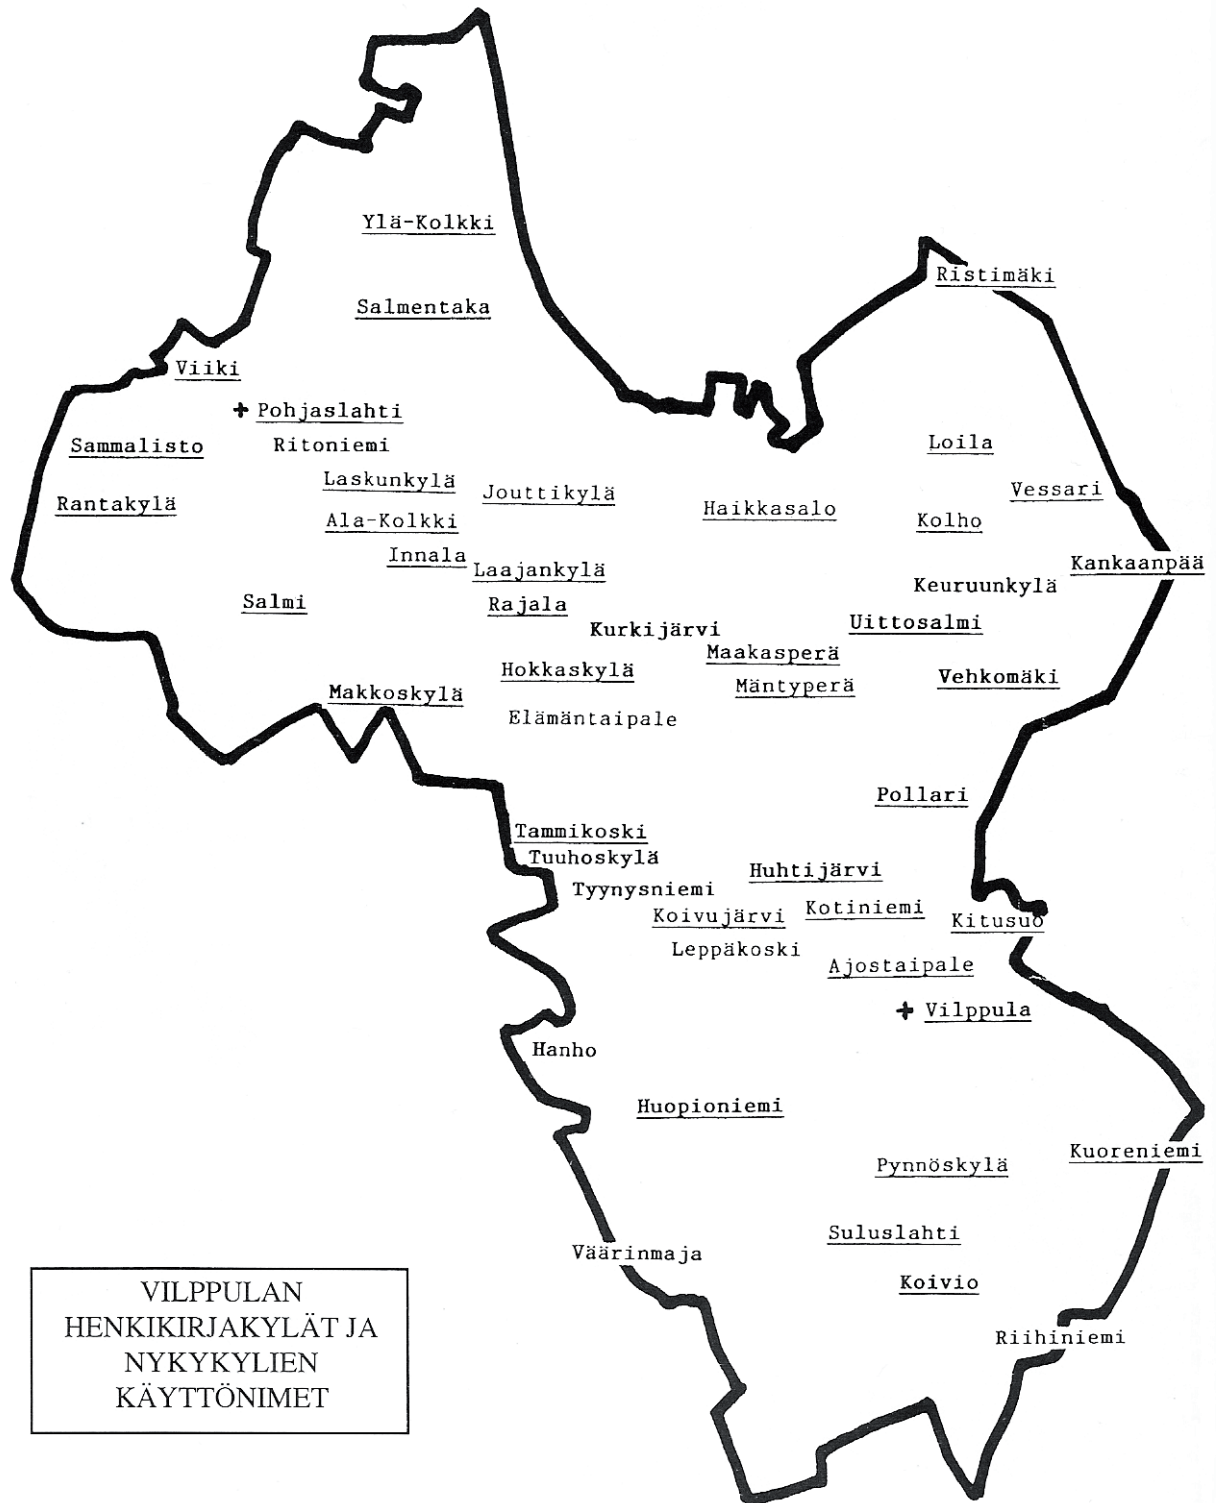 Ylä-Kolkki
Ristimäki
Salmentaka
Viiki
Pohjaslahti
Sammalisto
Ritoniemi
Loila
Laskunkylä
Jouttikylä
Vessari
Rantakylä
Haikkasalo
Ala-Kolkki
Kolho
Innala
Laajankylä
Kankaanpää
Keuruunkylä
Salmi
Rajala
Uittosalmi
Kurkijärvi
Maakasperä
Hokkaskylä
Vehkomäki
Mäntyperä
Makkoskylä
Elämäntaipale
Pollari
Tammikoski
Tuuhoskylä
Huhtijärvi
Tyynysniemi
Kotiniemi
Koivujärvi
Kitusuo
Leppäkoski
Ajostaipale
Vilppula
Hanho
Huopioniemi
Kuoreniemi
Pynnöskylä
Suluslahti
Väärinmaja
Koivio
Riihiniemi
VILPPULAN
HENKIKIRJAKYLÄT JA
NYKYKYLIEN
KÄYTTÖNIMET